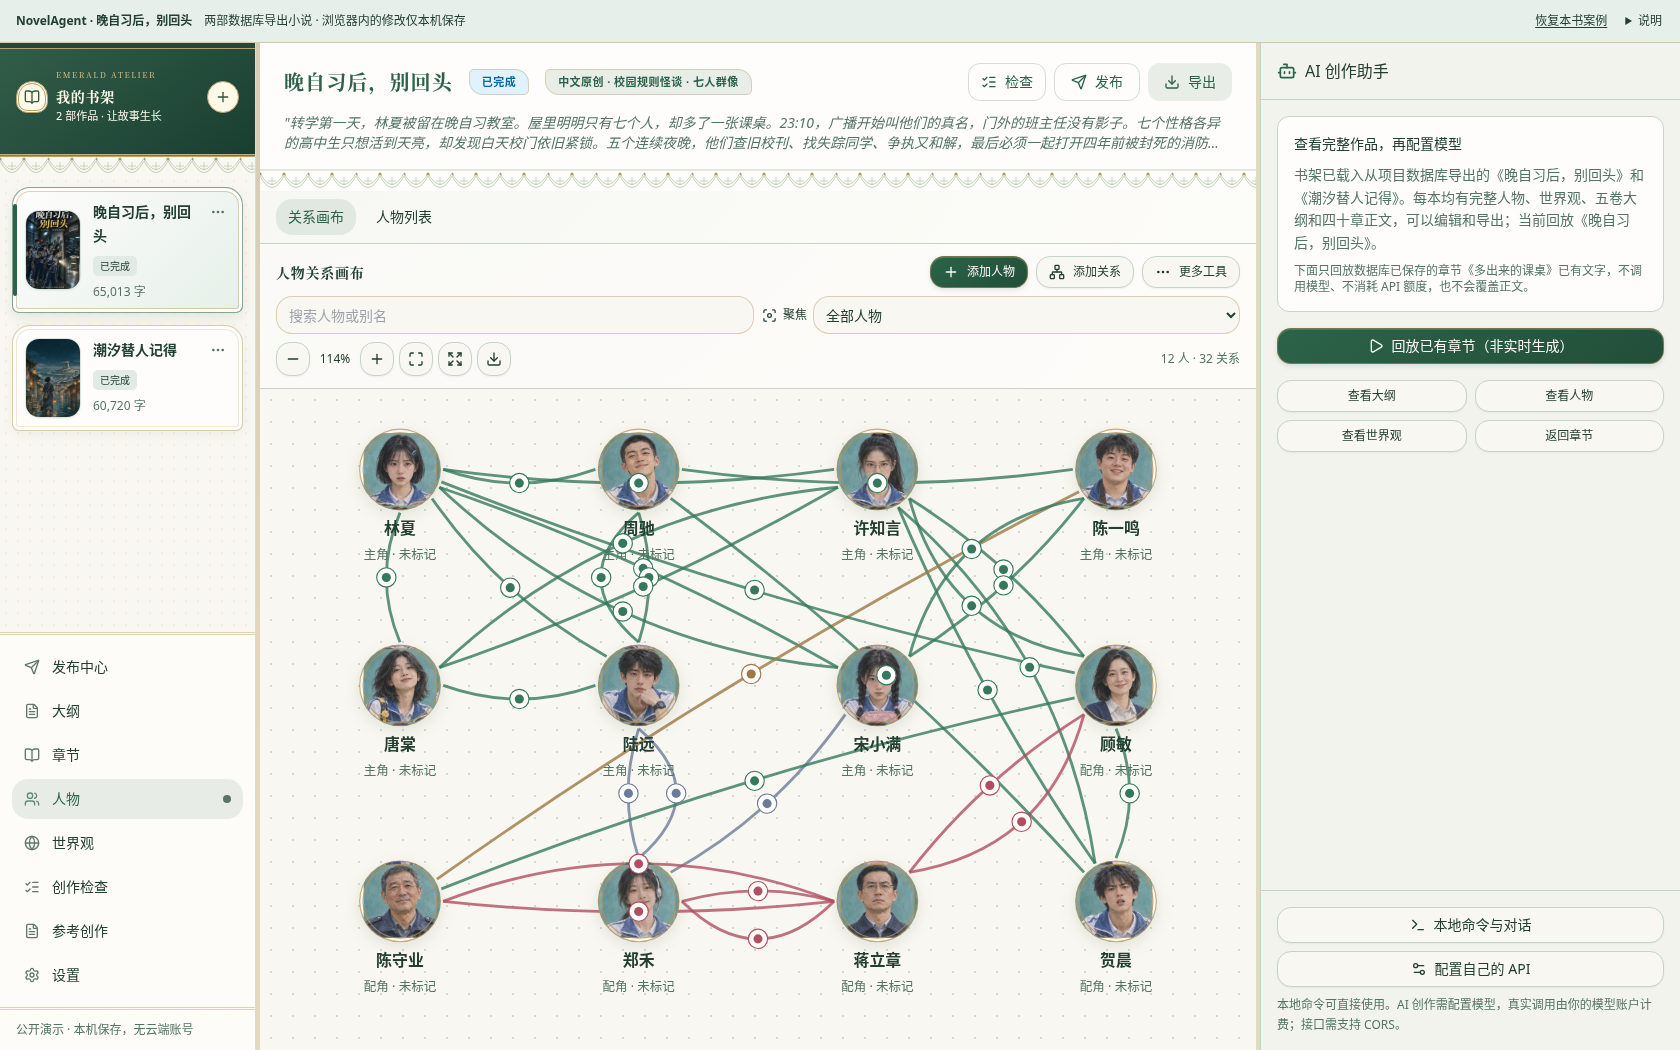 NovelAgent · 晚自习后，别回头 两部数据库导出小说 · 浏览器内的修改仅本机保存
恢复本书案例 ▶ 说明
EMERALD ATELIER
我的书架
2 部作品 · 让故事生长
晚自习后，别回头
已完成
65,013 字
潮汐替人记得
已完成
60,720 字
发布中心
大纲
章节
人物
世界观
创作检查
参考创作
设置
公开演示 · 本机保存，无云端账号
晚自习后，别回头 已完成 中文原创 · 校园规则怪谈 · 七人群像
检查 发布 导出
"转学第一天，林夏被留在晚自习教室。屋里明明只有七个人，却多了一张课桌。23:10，广播开始叫他们的真名，门外的班主任没有影子。七个性格各异
的高中生只想活到天亮，却发现白天校门依旧紧锁。五个连续夜晚，他们查旧校刊、找失踪同学、争执又和解，最后必须一起打开四年前被封死的消防...
关系画布 人物列表
人物关系画布
添加人物 添加关系 更多工具
搜索人物或别名 聚焦 全部人物
114%
12 人 · 32 关系
林夏 周驰 许知言 陈一鸣
主角 · 未标记 主角 · 未标记 主角 · 未标记 主角 · 未标记
唐棠 陆远 宋小满 顾敏
主角 · 未标记 主角 · 未标记 主角 · 未标记 配角 · 未标记
陈守业 郑禾 蒋立章 贺晨
配角 · 未标记 配角 · 未标记 配角 · 未标记 配角 · 未标记
AI 创作助手
查看完整作品，再配置模型
书架已载入从项目数据库导出的《晚自习后，别回头》和
《潮汐替人记得》。每本均有完整人物、世界观、五卷大
纲和四十章正文，可以编辑和导出；当前回放《晚自习
后，别回头》。
下面只回放数据库已保存的章节《多出来的课桌》已有文字，不调
用模型、不消耗 API 额度，也不会覆盖正文。
回放已有章节（非实时生成）
查看大纲 查看人物
查看世界观 返回章节
本地命令与对话
配置自己的 API
本地命令可直接使用。AI 创作需配置模型，真实调用由你的模型账户计
费；接口需支持 CORS。